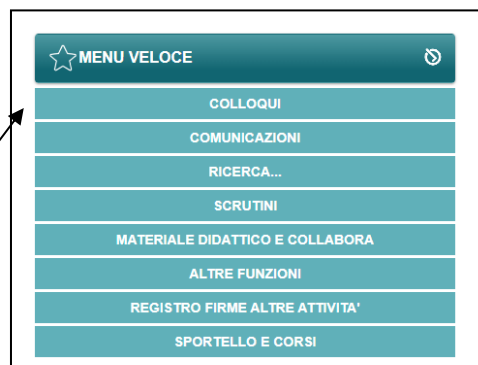 MENU VELOCE
COLLOQUI
COMUNICAZIONI
RICERCA...
SCRUTINI
MATERIALE DIDATTICO E COLLABORA
ALTRE FUNZIONI
REGISTRO FIRME ALTRE ATTIVITA'
SPORTELLO E CORSI